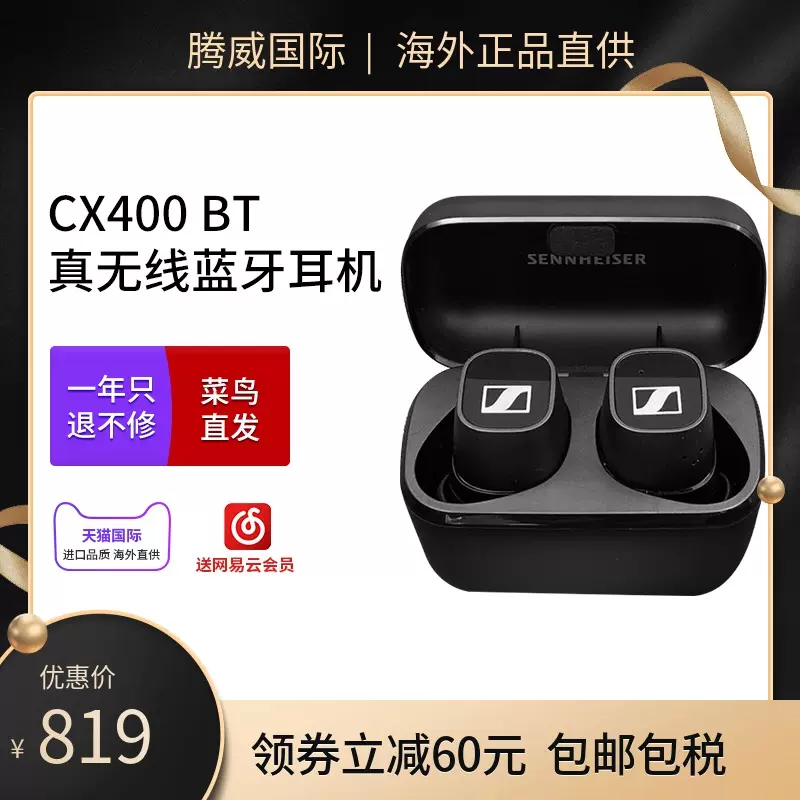 腾威国际 | 海外正品直供
CX400 BT
真无线蓝牙耳机
SENNHEISER
一年只
退不修
菜鸟
直发
天猫国际
进口品质 海外直供
送网易云会员
优惠价
¥ 819
领券立减60元 包邮包税